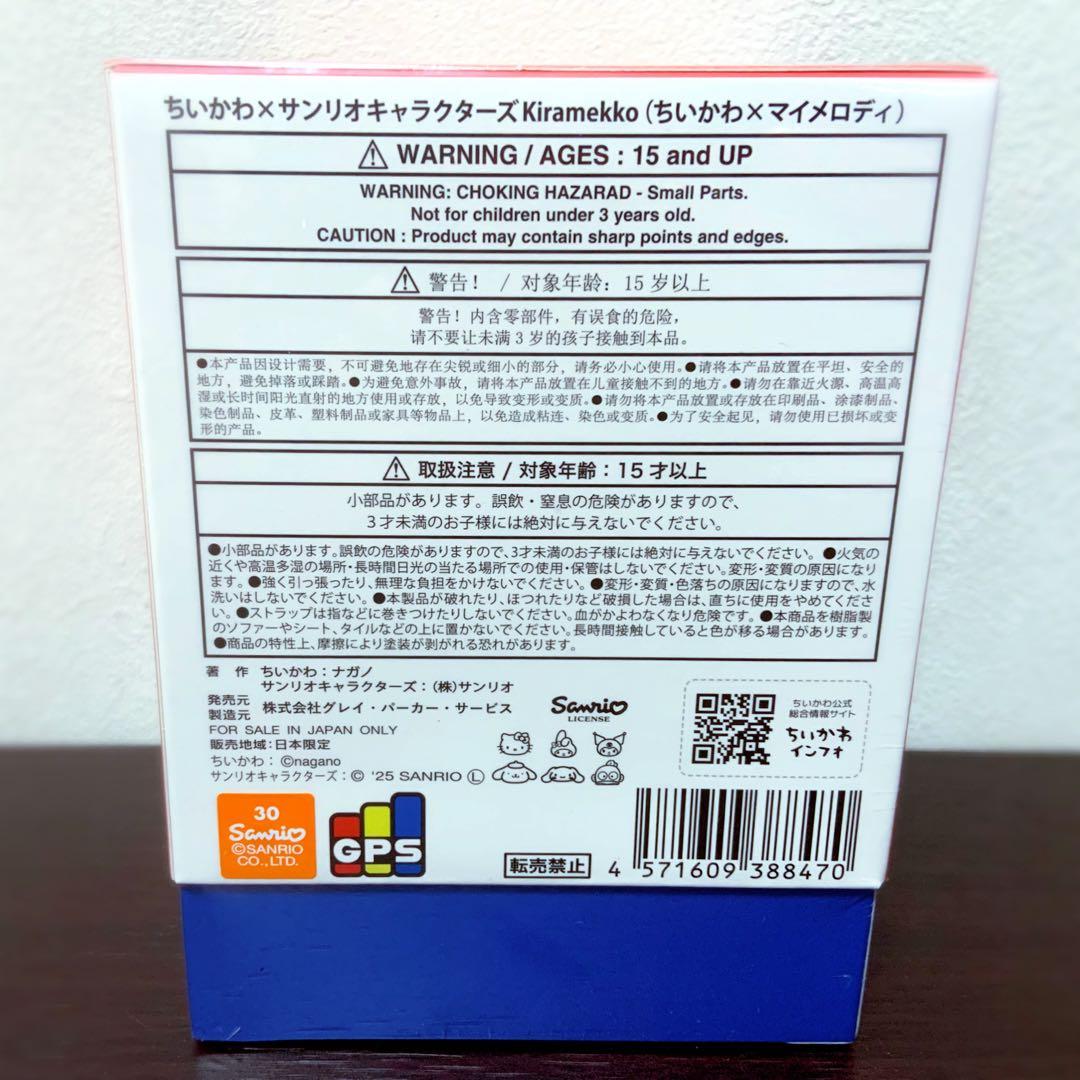 ちいかわ×サンリオキャラクターズKiramekko（ちいかわ×マイメロディ）
⚠ WARNING / AGES : 15 and UP
WARNING: CHOKING HAZARAD - Small Parts.
Not for children under 3 years old.
CAUTION : Product may contain sharp points and edges.
⚠ 警告！ / 对象年龄：15 岁以上
警告！内含零部件，有误食的危险，
请不要让未满 3 岁的孩子接触到本品。
●本产品因设计需要，不可避免地存在尖锐或细小的部分，请务必小心使用。●请将本产品放置在平坦、安全的
地方，避免掉落或踩踏。●为避免意外事故，请将本产品放置在儿童接触不到的地方。●请勿在靠近火源、高温高
湿或长时间阳光直射的地方使用或存放，以免导致变形或变质。●请勿将本产品放置或存放在印刷品、涂漆制品、
染色制品、皮革、塑料制品或家具等物品上，以免造成粘连、染色或变质。●为了安全起见，请勿使用已损坏或变
形的产品。
⚠ 取扱注意 / 対象年齢：15 才以上
小部品があります。誤飲・窒息の危険がありますので、
3才未満のお子様には絶対に与えないでください。
●小部品があります。誤飲の危険がありますので、3才未満のお子様には絶対に与えないでください。 ●火気の
近くや高温多湿の場所・長時間日光の当たる場所での使用・保管はしないでください。変形・変質の原因になり
ます。●強く引っ張ったり、無理な負担をかけないでください。●変形・変質・色落ちの原因になりますので、水
洗いはしないでください。●本製品が破れたり、ほつれたりなど破損した場合は、直ちに使用をやめてくださ
い。●ストラップは指などに巻きつけたりしないでください。血がかよわなくなり危険です。●本商品を樹脂製
のソファーやシート、タイルなどの上に置かないでください。長時間接触していると色が移る場合があります。
●商品の特性上、摩擦により塗装が剥がれる恐れがあります。
著 作 ちいかわ：ナガノ
サンリオキャラクターズ：(株)サンリオ
発売元
製造元 株式会社グレイ・パーカー・サービス
FOR SALE IN JAPAN ONLY
販売地域：日本限定
ちいかわ：©nagano
サンリオキャラクターズ：© '25 SANRIO Ⓛ
Sanrio
LICENSE
ちいかわ公式
総合情報サイト
ちいかわ
インフォ
30
Sanrio
©SANRIO
CO.,LTD.
GPS
転売禁止
4 571609 388470